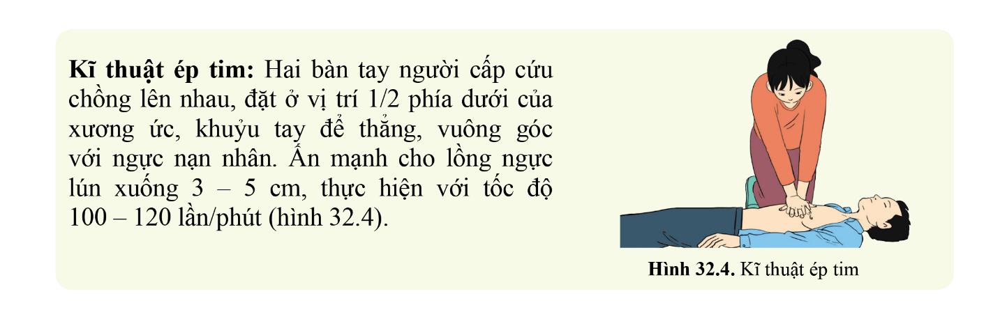 Kĩ thuật ép tim: Hai bàn tay người cấp cứu
chồng lên nhau, đặt ở vị trí 1/2 phía dưới của
xương ức, khuỷu tay để thẳng, vuông góc
với ngực nạn nhân. Ấn mạnh cho lồng ngực
lún xuống 3 – 5 cm, thực hiện với tốc độ
100 – 120 lần/phút (hình 32.4).
Hình 32.4. Kĩ thuật ép tim